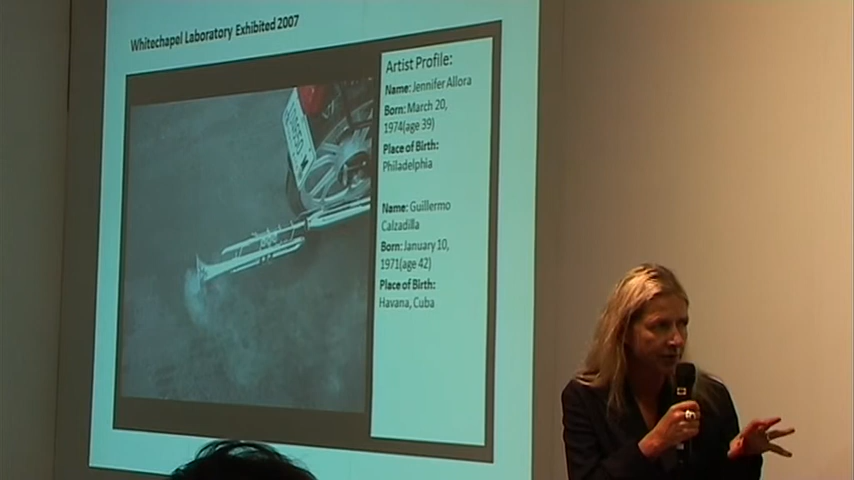 Whitechapel Laboratory Exhibited 2007
Artist Profile:
Name: Jennifer Allora
Born: March 20,
1974(age 39)
Place of Birth:
Philadelphia
Name: Guillermo
Calzadilla
Born: January 10,
1971(age 42)
Place of Birth:
Havana, Cuba